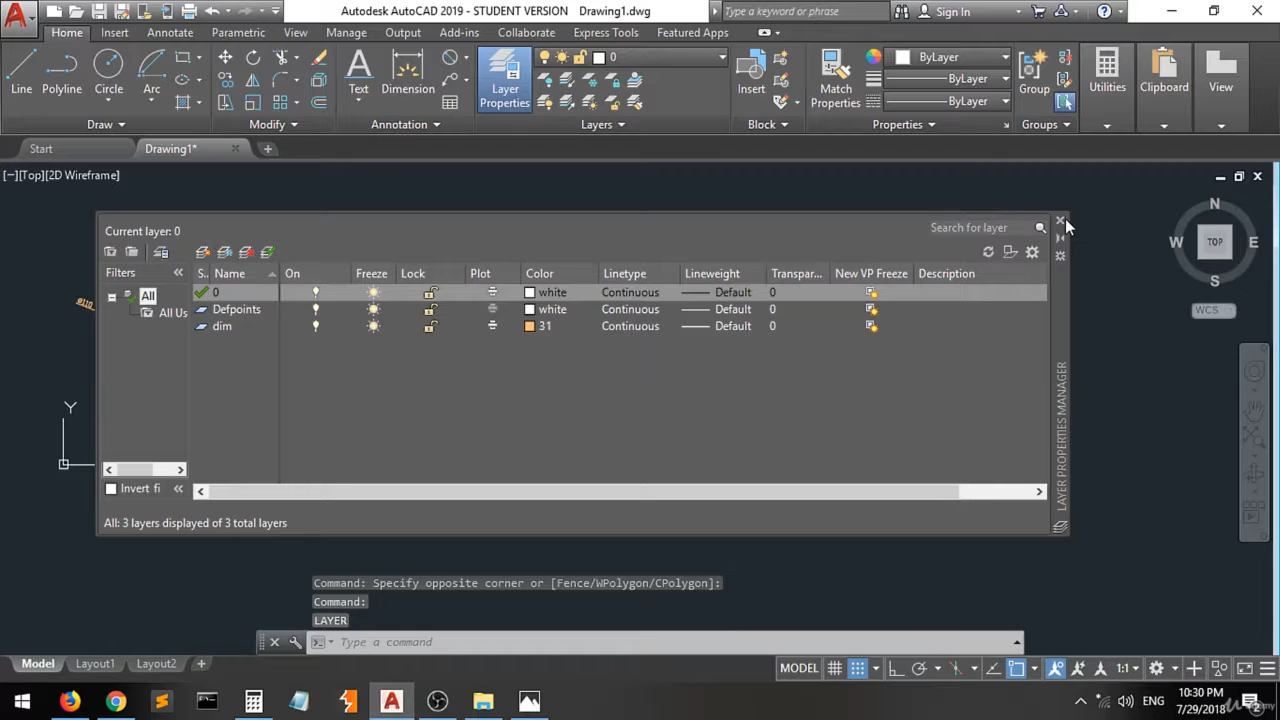 Autodesk AutoCAD 2019 - STUDENT VERSION Drawing1.dwg
Type a keyword or phrase
Sign In
Home Insert Annotate Parametric View Manage Output Add-ins Collaborate Express Tools Featured Apps
Line Polyline Circle Arc
Text Dimension
Layer Properties
0
Insert
Match Properties
ByLayer
ByLayer
ByLayer
Group
Utilities Clipboard View
Draw Modify Annotation Layers Block Properties Groups
Start Drawing1*
[−][Top][2D Wireframe]
N
W TOP E
S
WCS
Current layer: 0
Search for layer
Filters
S.. Name On Freeze Lock Plot Color Linetype Lineweight Transpar... New VP Freeze Description
All
All Us
0 white Continuous Default 0
Defpoints white Continuous Default 0
dim 31 Continuous Default 0
Invert fi
All: 3 layers displayed of 3 total layers
LAYER PROPERTIES MANAGER
Y
Command: Specify opposite corner or [Fence/WPolygon/CPolygon]:
Command:
LAYER
Type a command
Model Layout1 Layout2
MODEL
1:1
ENG
10:30 PM
7/29/2018